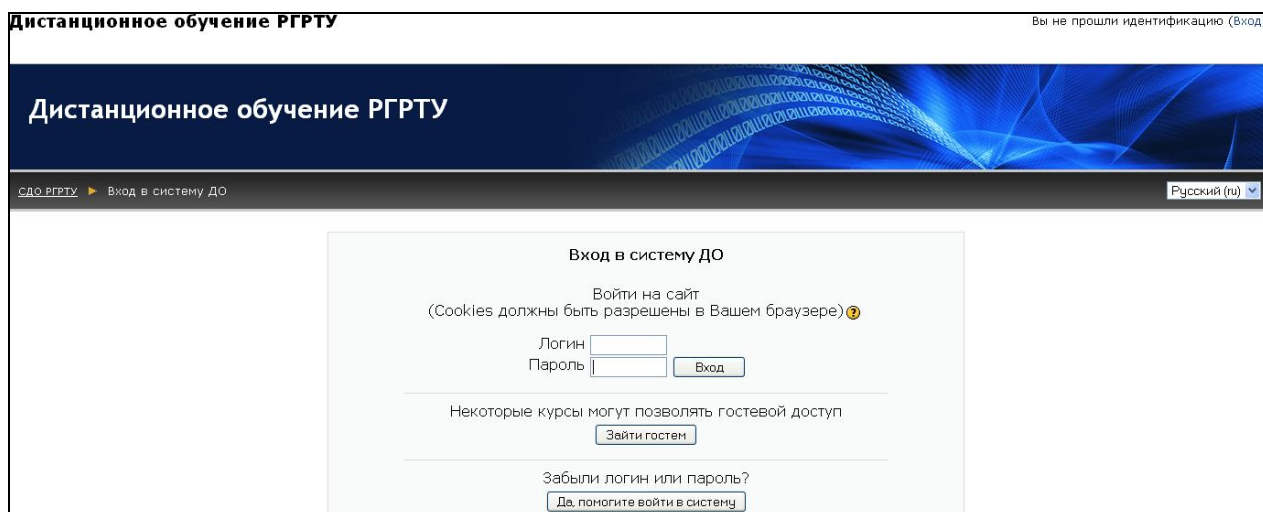 Дистанционное обучение РГРТУ
Вы не прошли идентификацию (Вход
Дистанционное обучение РГРТУ
СДО РГРТУ ► Вход в систему ДО
Русский (ru)
Вход в систему ДО
Войти на сайт
(Cookies должны быть разрешены в Вашем браузере)
Логин
Пароль
Вход
Некоторые курсы могут позволять гостевой доступ
Зайти гостем
Забыли логин или пароль?
Да, помогите войти в систему